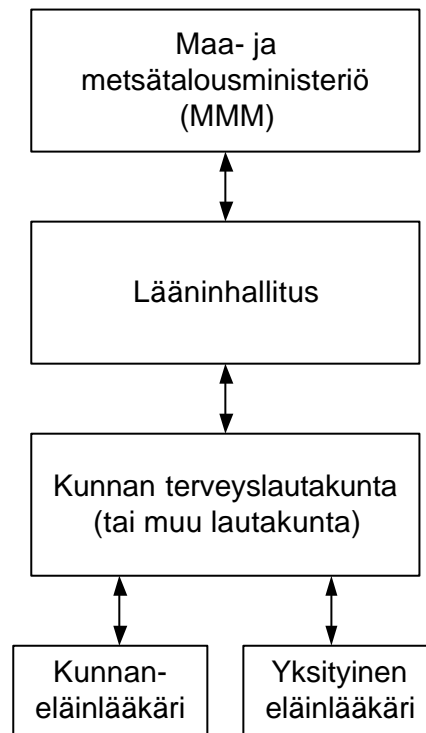 Maa- ja
metsätalousministeriö
(MMM)
Lääninhallitus
Kunnan terveyslautakunta
(tai muu lautakunta)
Kunnan-
eläinlääkäri
Yksityinen
eläinlääkäri